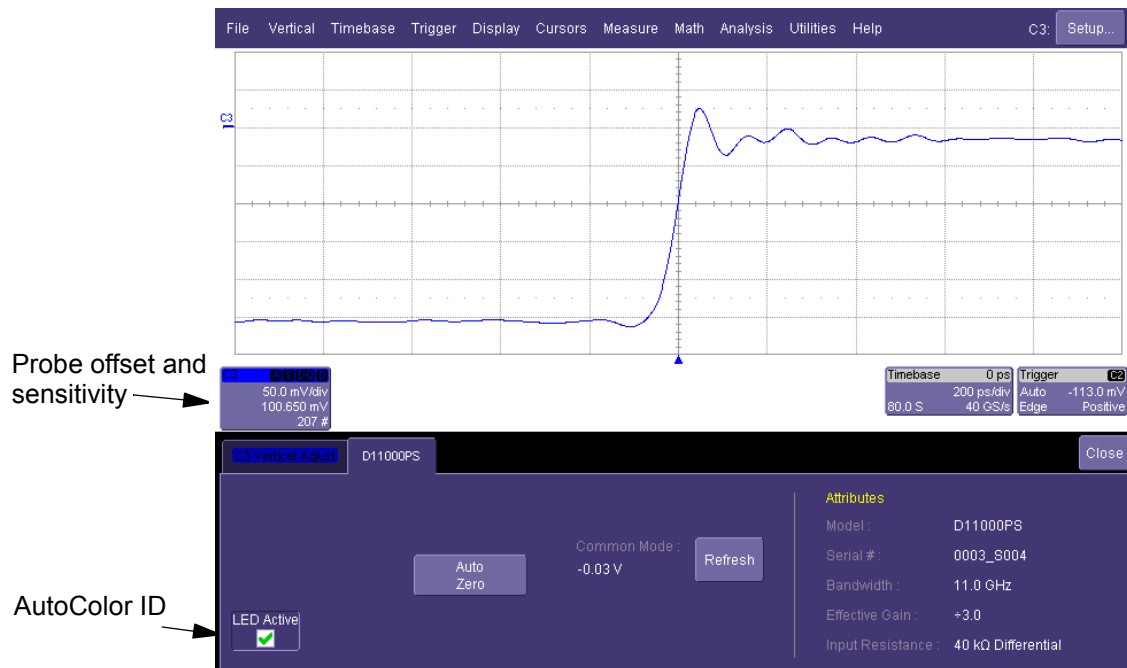 File Vertical Timebase Trigger Display Cursors Measure Math Analysis Utilities Help C3: Setup...
C3
Probe offset and
sensitivity
C3
50.0 mV/div
100.650 mV
207 #
Timebase 0 ps
200 ps/div
80.0 S 40 GS/s
Trigger C2
Auto -113.0 mV
Edge Positive
C3 Vertical Adjust D11000PS Close
Attributes
Model : D11000PS
Serial # : 0003_S004
Bandwidth : 11.0 GHz
Effective Gain : ÷3.0
Input Resistance : 40 kΩ Differential
Common Mode :
-0.03 V
Refresh
Auto
Zero
AutoColor ID
LED Active